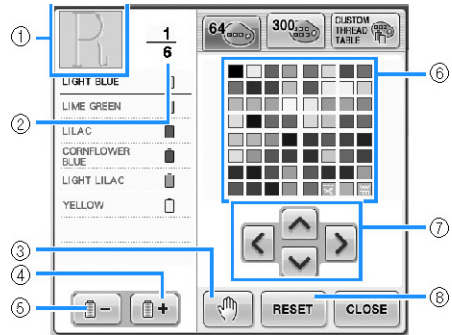 ① R
1
6
64
300
CUSTOM
THREAD
TABLE
LIGHT BLUE
②
LIME GREEN
LILAC
CORNFLOWER
BLUE
LIGHT LILAC
YELLOW
⑥
③
④
⑤
⑦
⑧
RESET
CLOSE